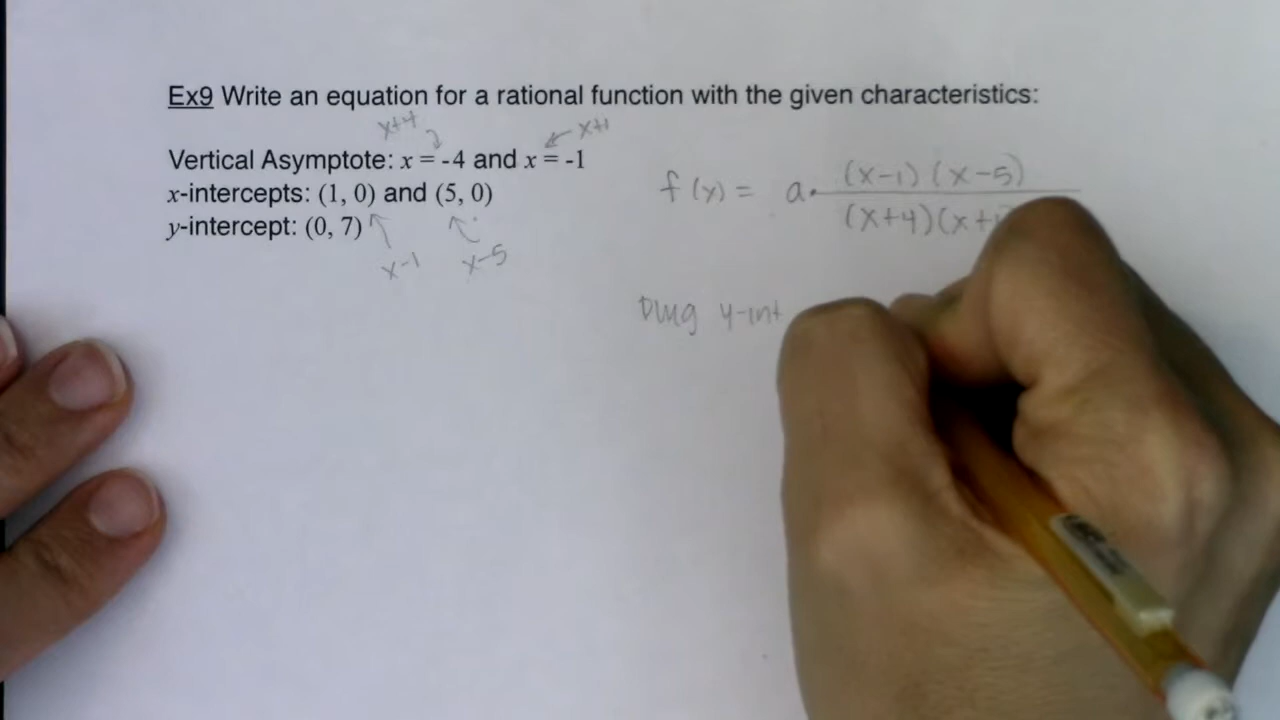 Ex9 Write an equation for a rational function with the given characteristics:
x+4 x+1
Vertical Asymptote: x = -4 and x = -1
x-intercepts: (1, 0) and (5, 0)
y-intercept: (0, 7)
x-1 x-5
f(x) = a· (x-1)(x-5)
(x+4)(x+
Plug y-int